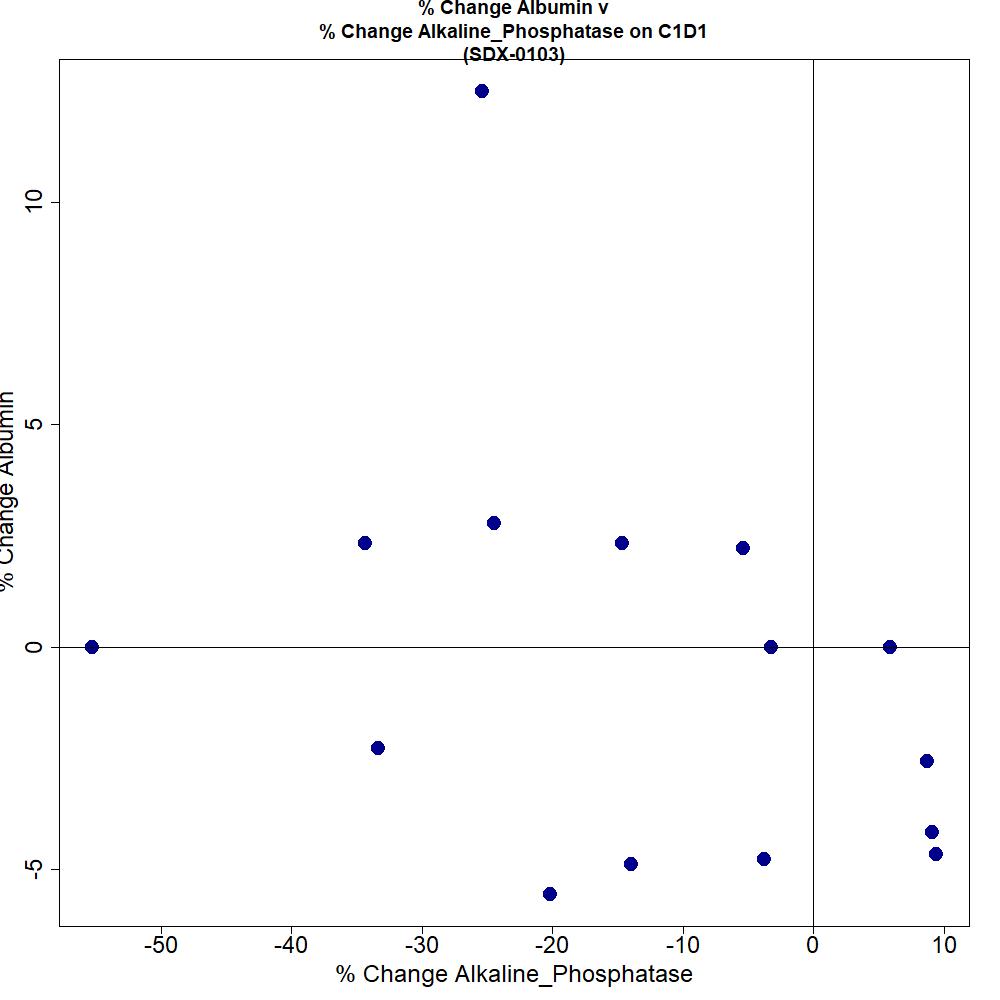 % Change Albumin v
% Change Alkaline_Phosphatase on C1D1
(SDX-0103)
% Change Albumin
10
5
0
-5
-50
-40
-30
-20
-10
0
10
% Change Alkaline_Phosphatase